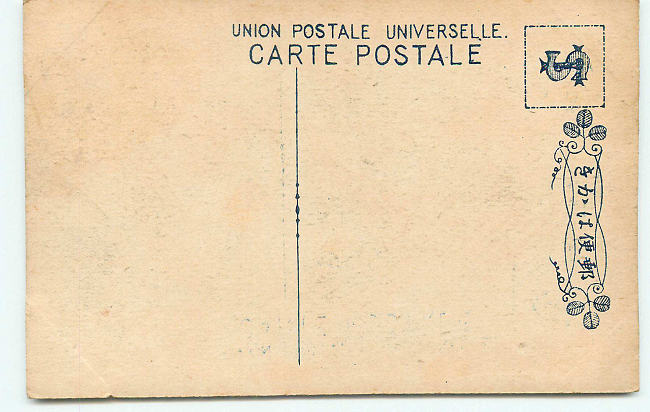 UNION POSTALE UNIVERSELLE.
CARTE POSTALE
郵便はかき